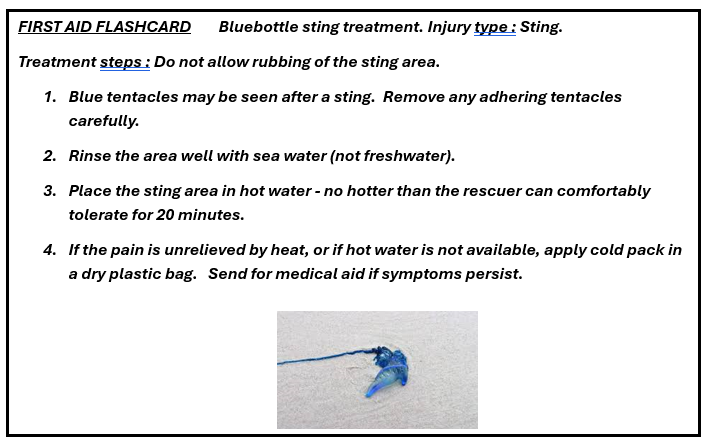 FIRST AID FLASHCARD Bluebottle sting treatment. Injury type : Sting.
Treatment steps : Do not allow rubbing of the sting area.
1. Blue tentacles may be seen after a sting. Remove any adhering tentacles
carefully.
2. Rinse the area well with sea water (not freshwater).
3. Place the sting area in hot water - no hotter than the rescuer can comfortably
tolerate for 20 minutes.
4. If the pain is unrelieved by heat, or if hot water is not available, apply cold pack in
a dry plastic bag. Send for medical aid if symptoms persist.